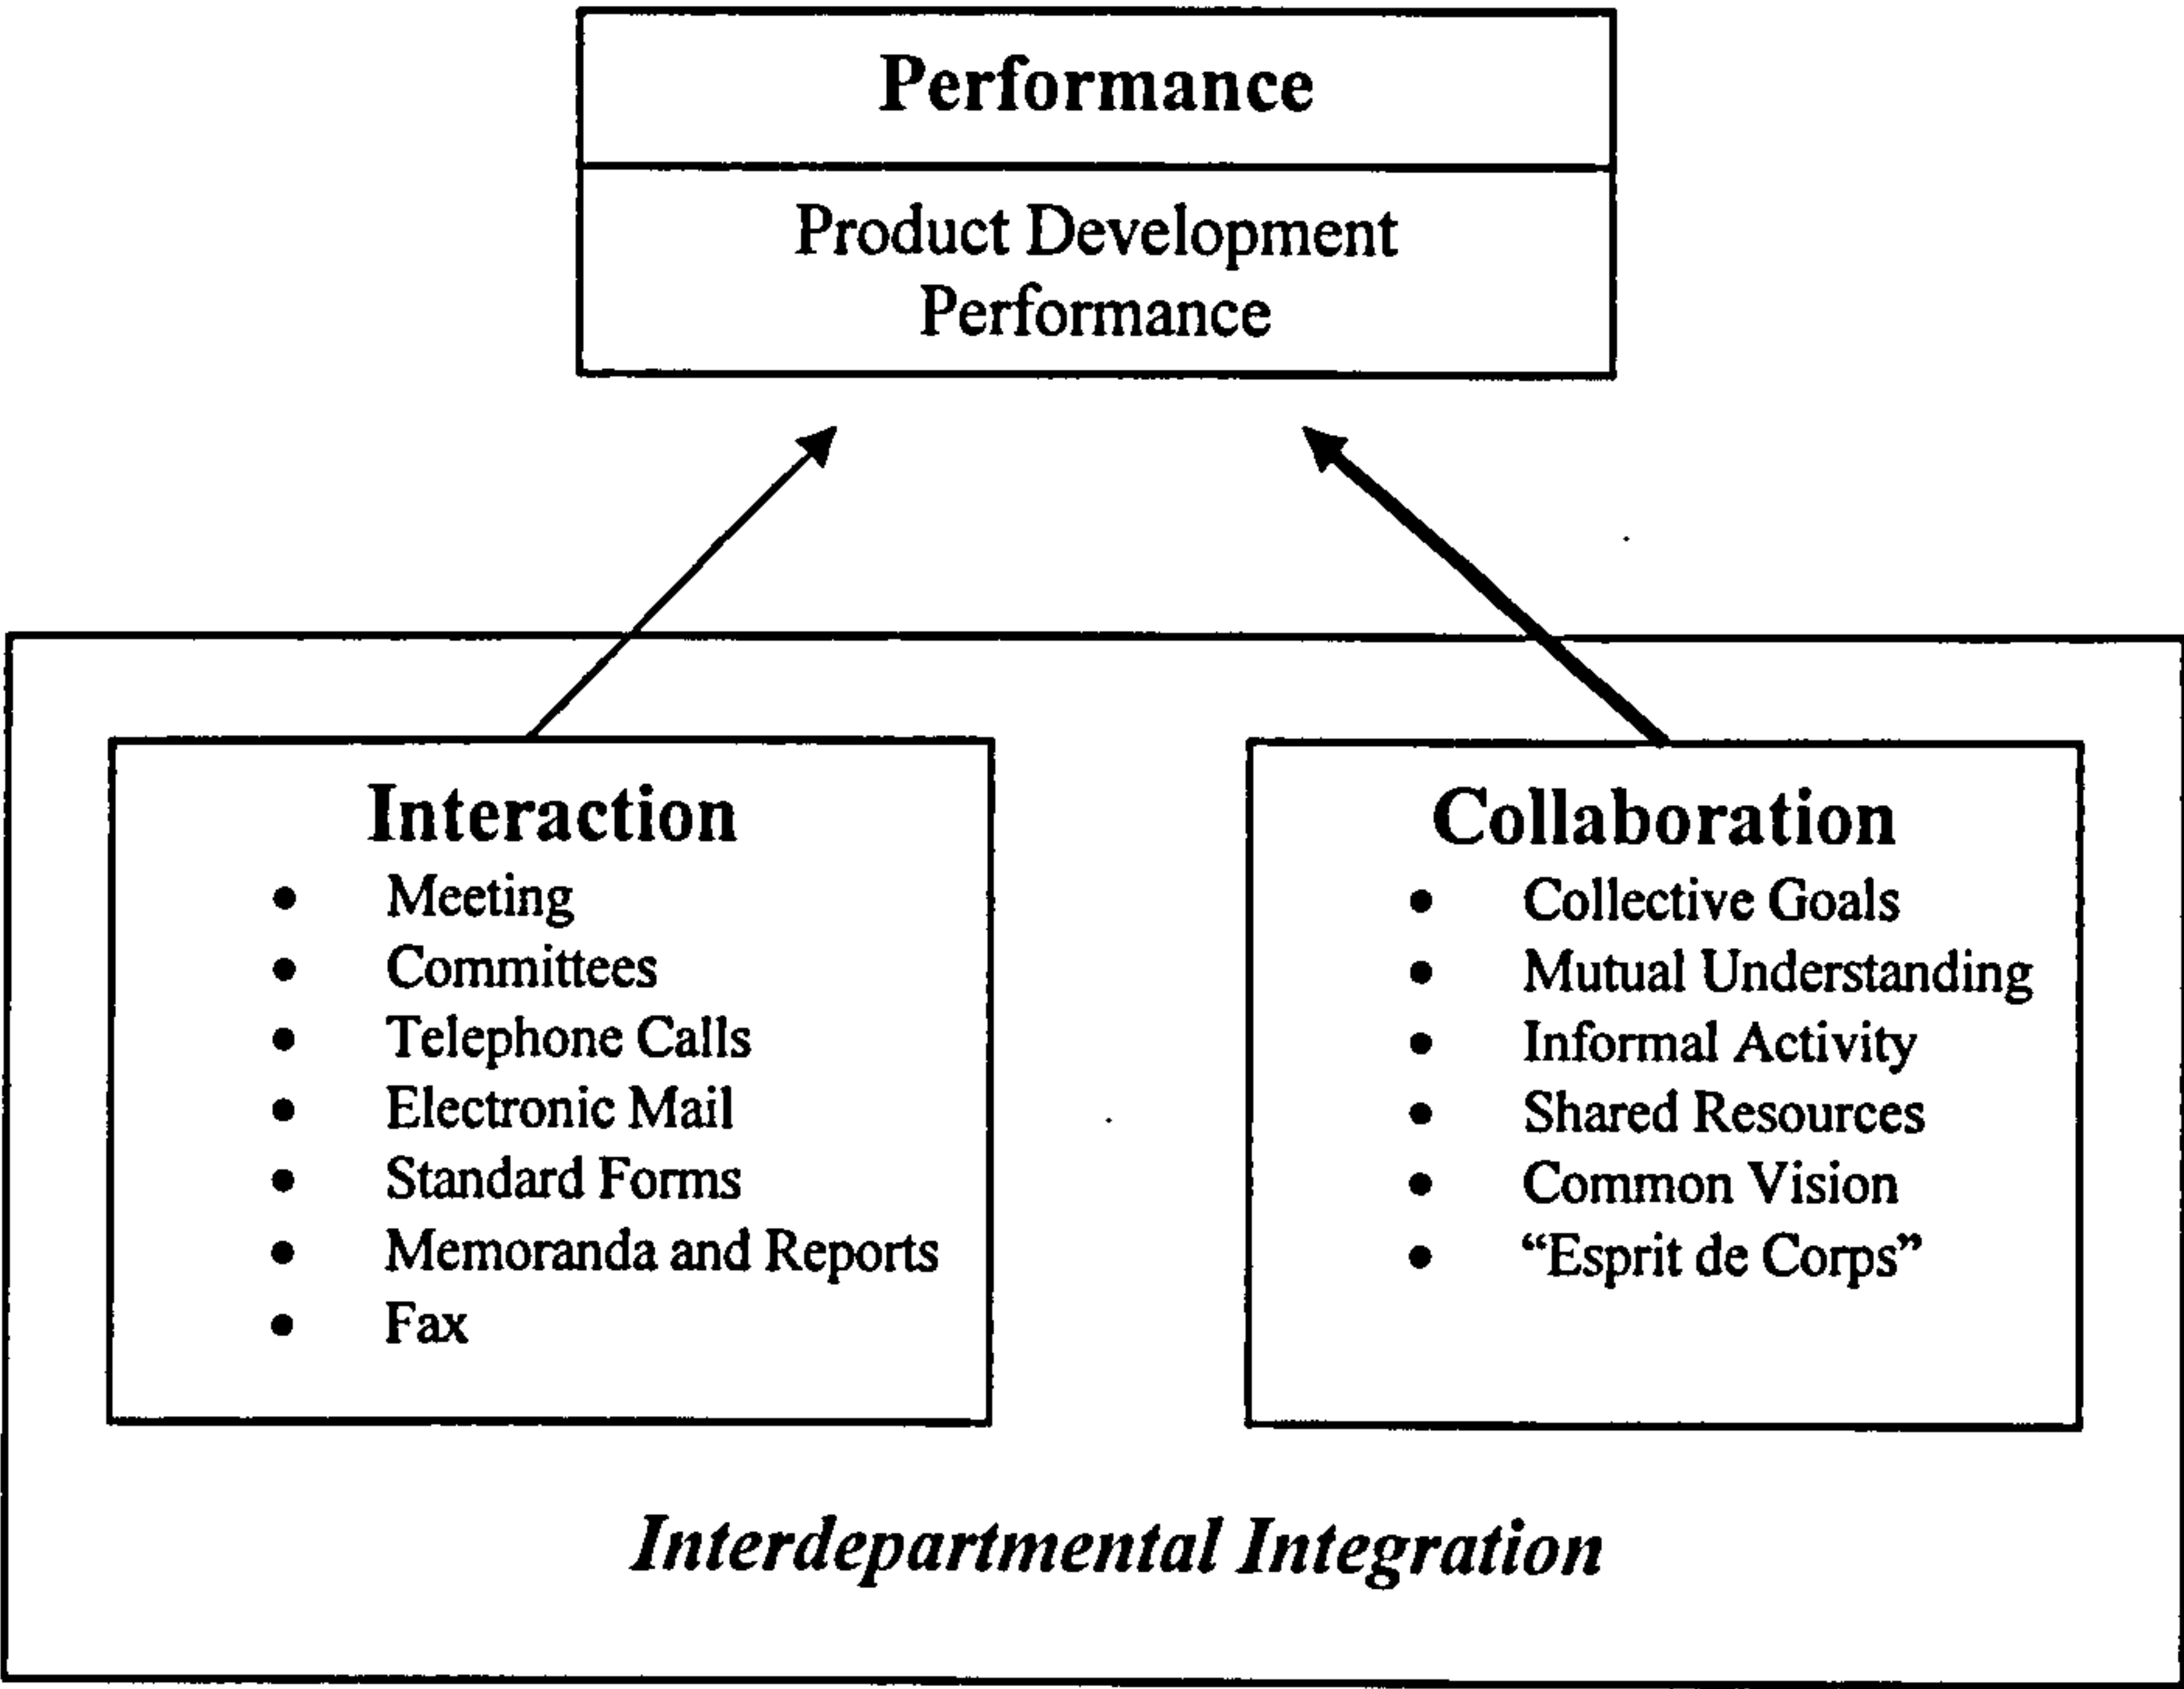 Performance
Product Development
Performance
Interaction
• Meeting
• Committees
• Telephone Calls
• Electronic Mail
• Standard Forms
• Memoranda and Reports
• Fax
Collaboration
• Collective Goals
• Mutual Understanding
• Informal Activity
• Shared Resources
• Common Vision
• “Esprit de Corps”
Interdepartmental Integration